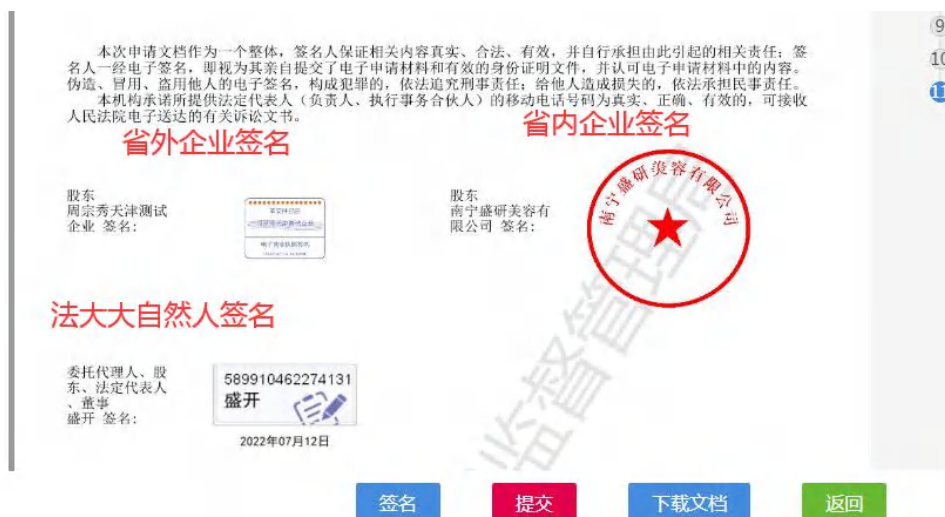 本次申请文档作为一个整体，签名人保证相关内容真实、合法、有效，并自行承担由此引起的相关责任；签
名人一经电子签名，即视为其亲自提交了电子申请材料和有效的身份证明文件，并认可电子申请材料中的内容。
伪造、冒用、盗用他人的电子签名，构成犯罪的，依法追究刑事责任；给他人造成损失的，依法承担民事责任。
本机构承诺所提供法定代表人（负责人、执行事务合伙人）的移动电话号码为真实、正确、有效的，可接收
人民法院电子送达的有关诉讼文书。
省外企业签名
省内企业签名
股东
周宗秀天津测试
企业 签名：
股东
南宁盛研美容有
限公司 签名：
南宁盛研美容有限公司
法大大自然人签名
委托代理人、股
东、法定代表人
、董事
盛开 签名：
589910462274131
盛开
2022年07月12日
监督管理局
签名
提交
下载文档
返回
9
10
11